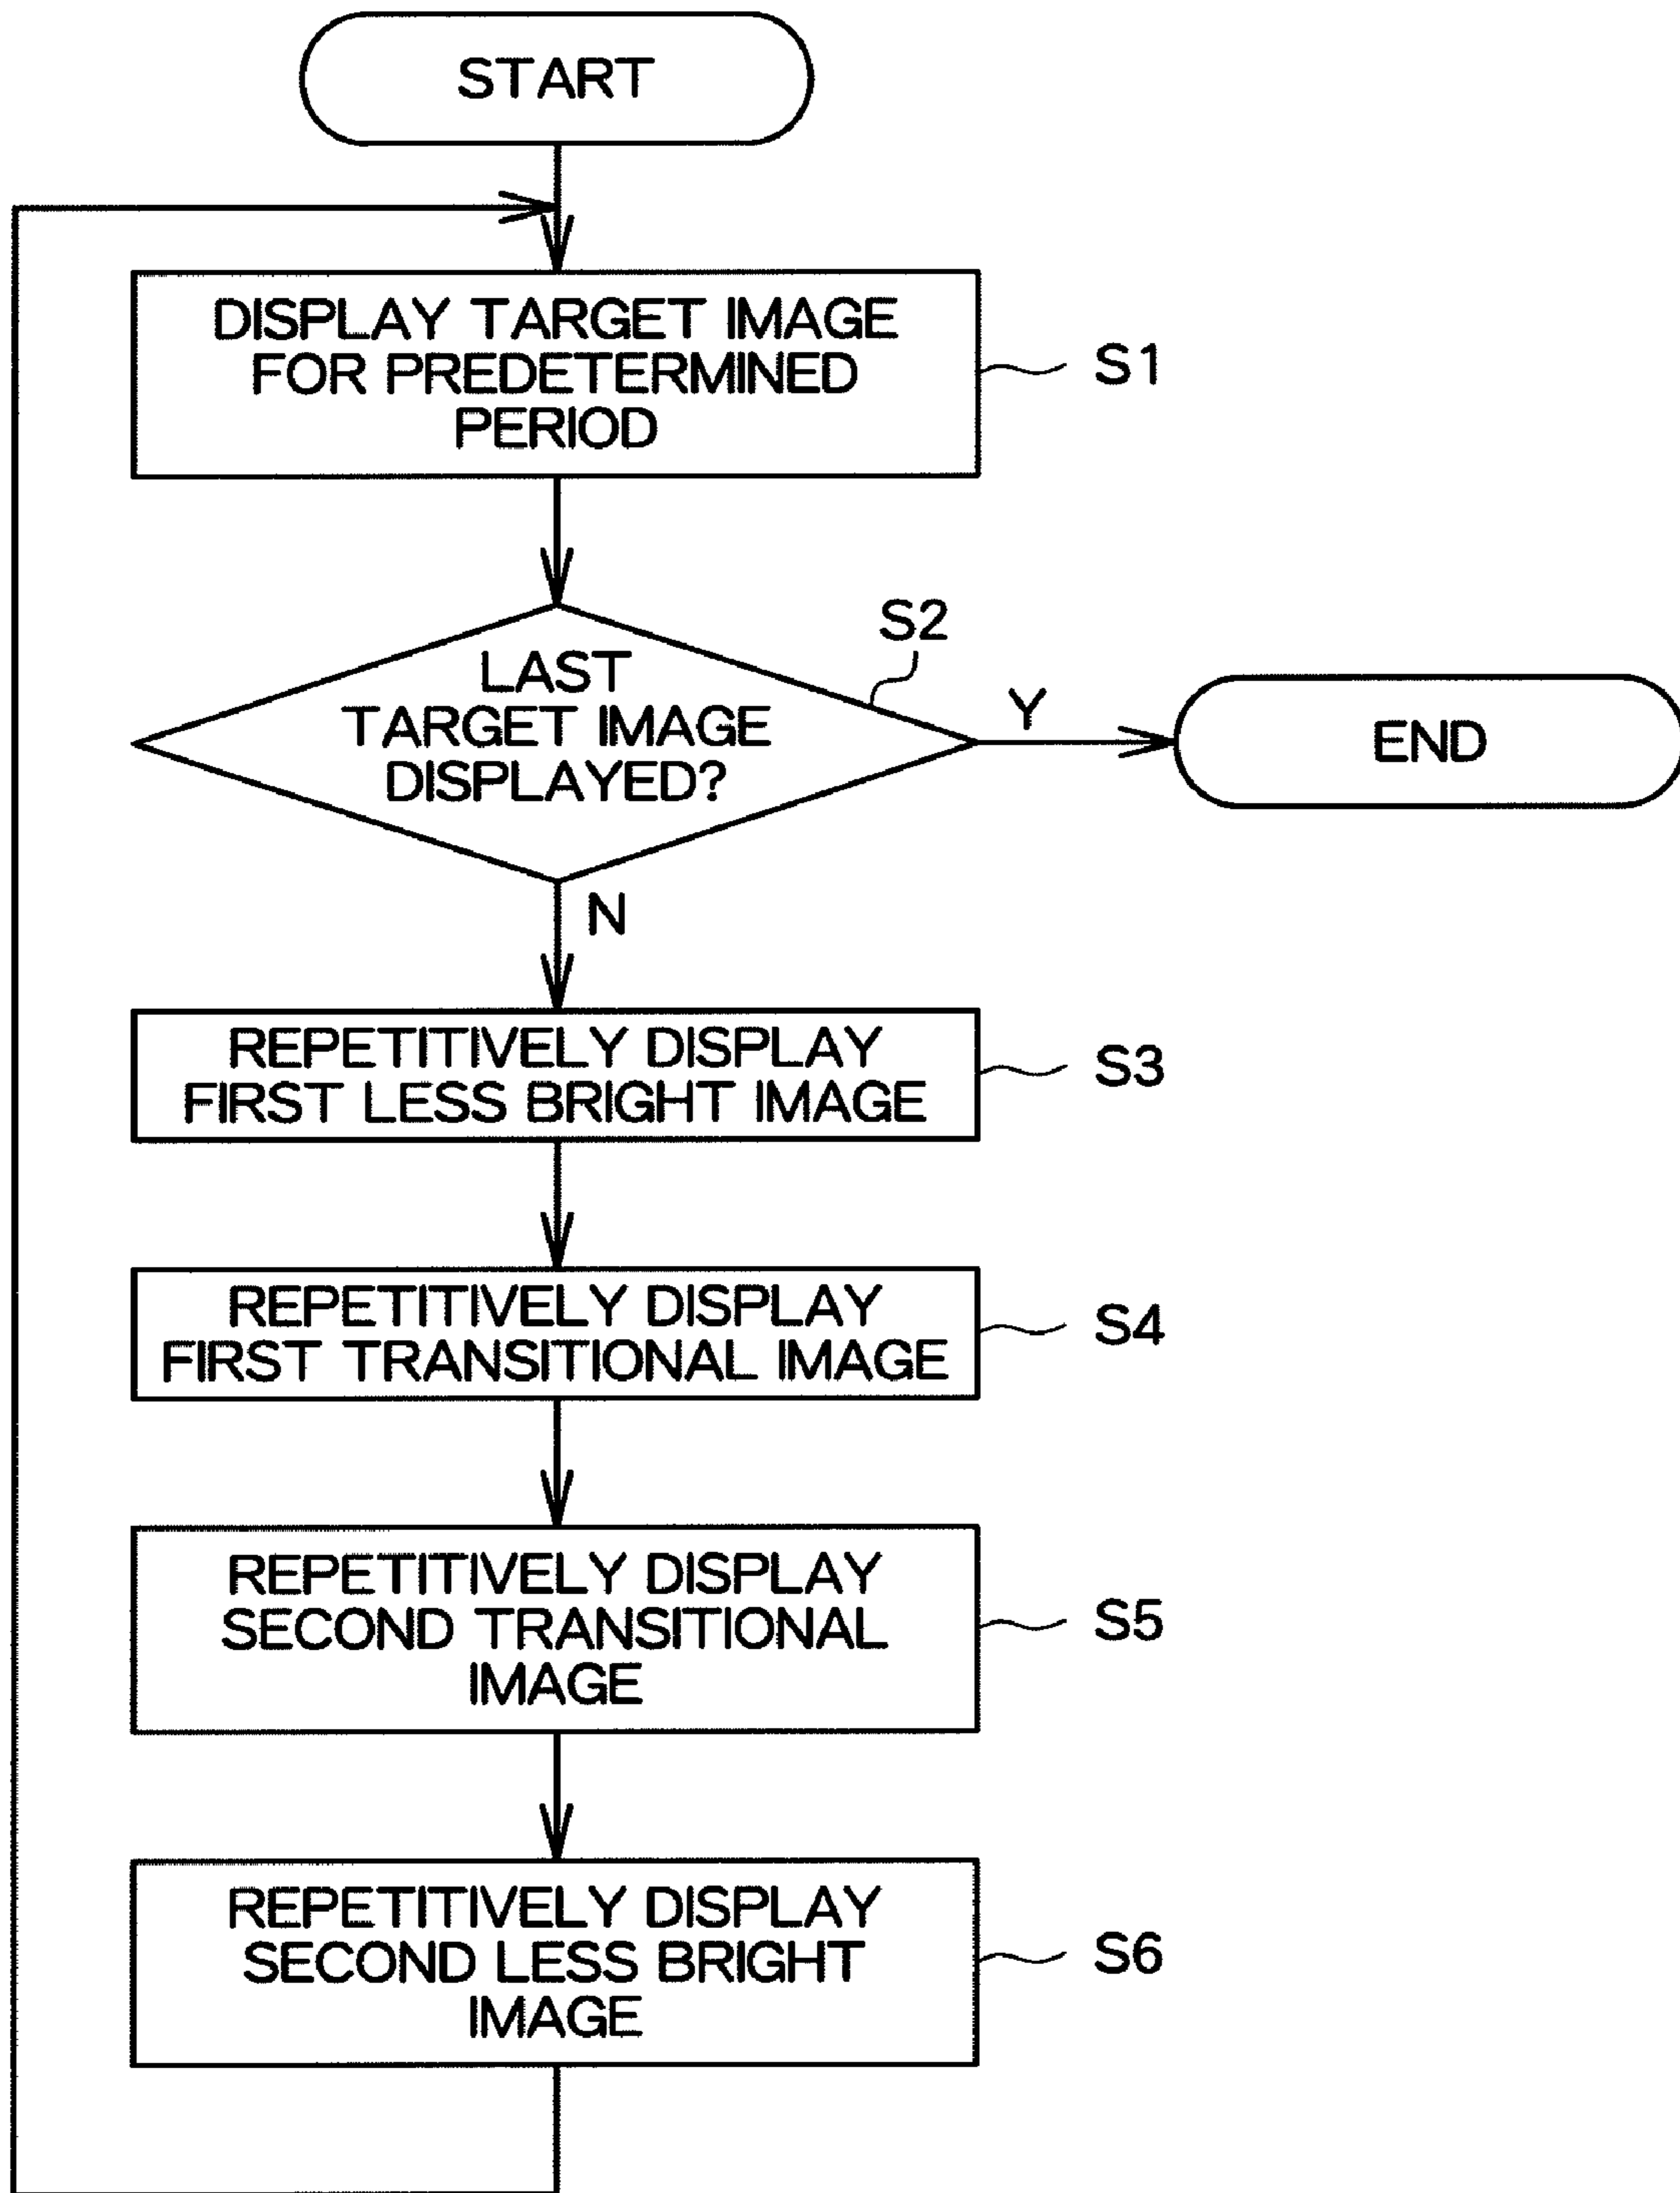 START
DISPLAY TARGET IMAGE
FOR PREDETERMINED
PERIOD
S1
S2
LAST
TARGET IMAGE
DISPLAYED?
Y
END
N
REPETITIVELY DISPLAY
FIRST LESS BRIGHT IMAGE
S3
REPETITIVELY DISPLAY
FIRST TRANSITIONAL IMAGE
S4
REPETITIVELY DISPLAY
SECOND TRANSITIONAL
IMAGE
S5
REPETITIVELY DISPLAY
SECOND LESS BRIGHT
IMAGE
S6